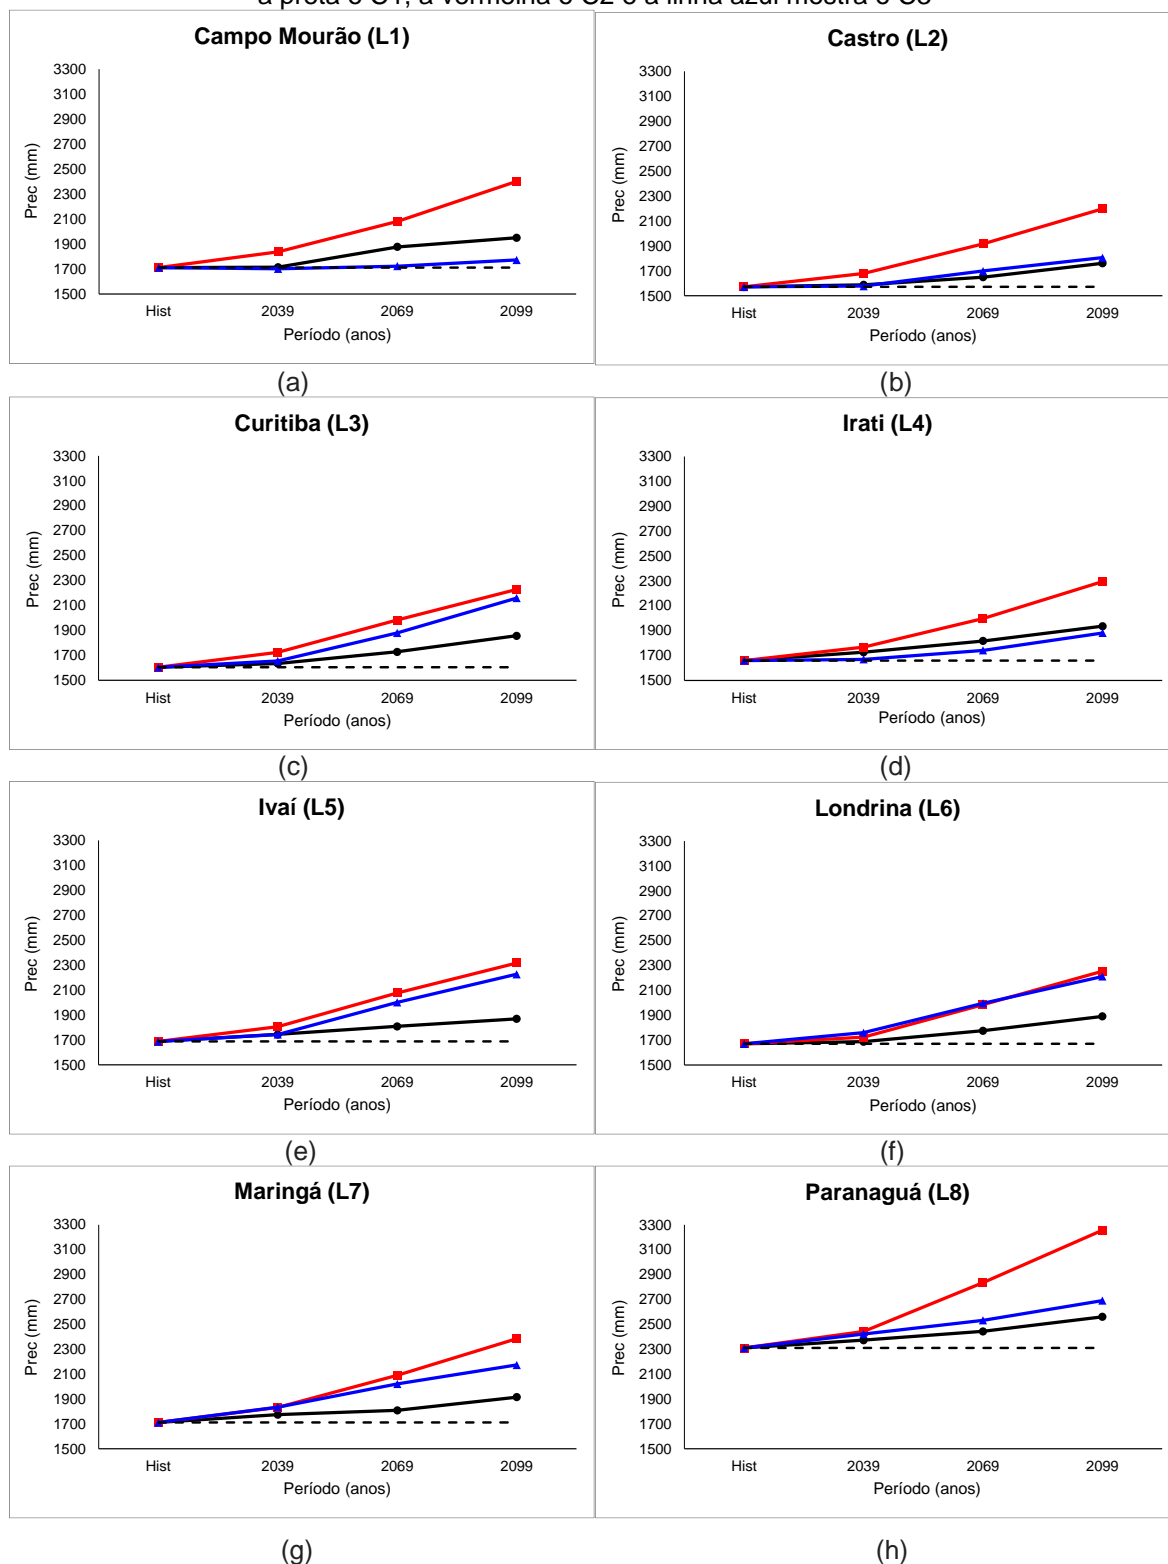 a preta o C1, a vermelha o C2 e a linha azul mostra o C3
Campo Mourão (L1)
3300
3100
2900
2700
2500
2300
2100
1900
1700
1500
Prec (mm)
Hist 2039 2069 2099
Período (anos)
(a)
Castro (L2)
3300
3100
2900
2700
2500
2300
2100
1900
1700
1500
Prec (mm)
Hist 2039 2069 2099
Período (anos)
(b)
Curitiba (L3)
3300
3100
2900
2700
2500
2300
2100
1900
1700
1500
Prec (mm)
Hist 2039 2069 2099
Período (anos)
(c)
Irati (L4)
3300
3100
2900
2700
2500
2300
2100
1900
1700
1500
Prec (mm)
Hist 2039 2069 2099
Período (anos)
(d)
Ivaí (L5)
3300
3100
2900
2700
2500
2300
2100
1900
1700
1500
Prec (mm)
Hist 2039 2069 2099
Período (anos)
(e)
Londrina (L6)
3300
3100
2900
2700
2500
2300
2100
1900
1700
1500
Prec (mm)
Hist 2039 2069 2099
Período (anos)
(f)
Maringá (L7)
3300
3100
2900
2700
2500
2300
2100
1900
1700
1500
Prec (mm)
Hist 2039 2069 2099
Período (anos)
(g)
Paranaguá (L8)
3300
3100
2900
2700
2500
2300
2100
1900
1700
1500
Prec (mm)
Hist 2039 2069 2099
Período (anos)
(h)